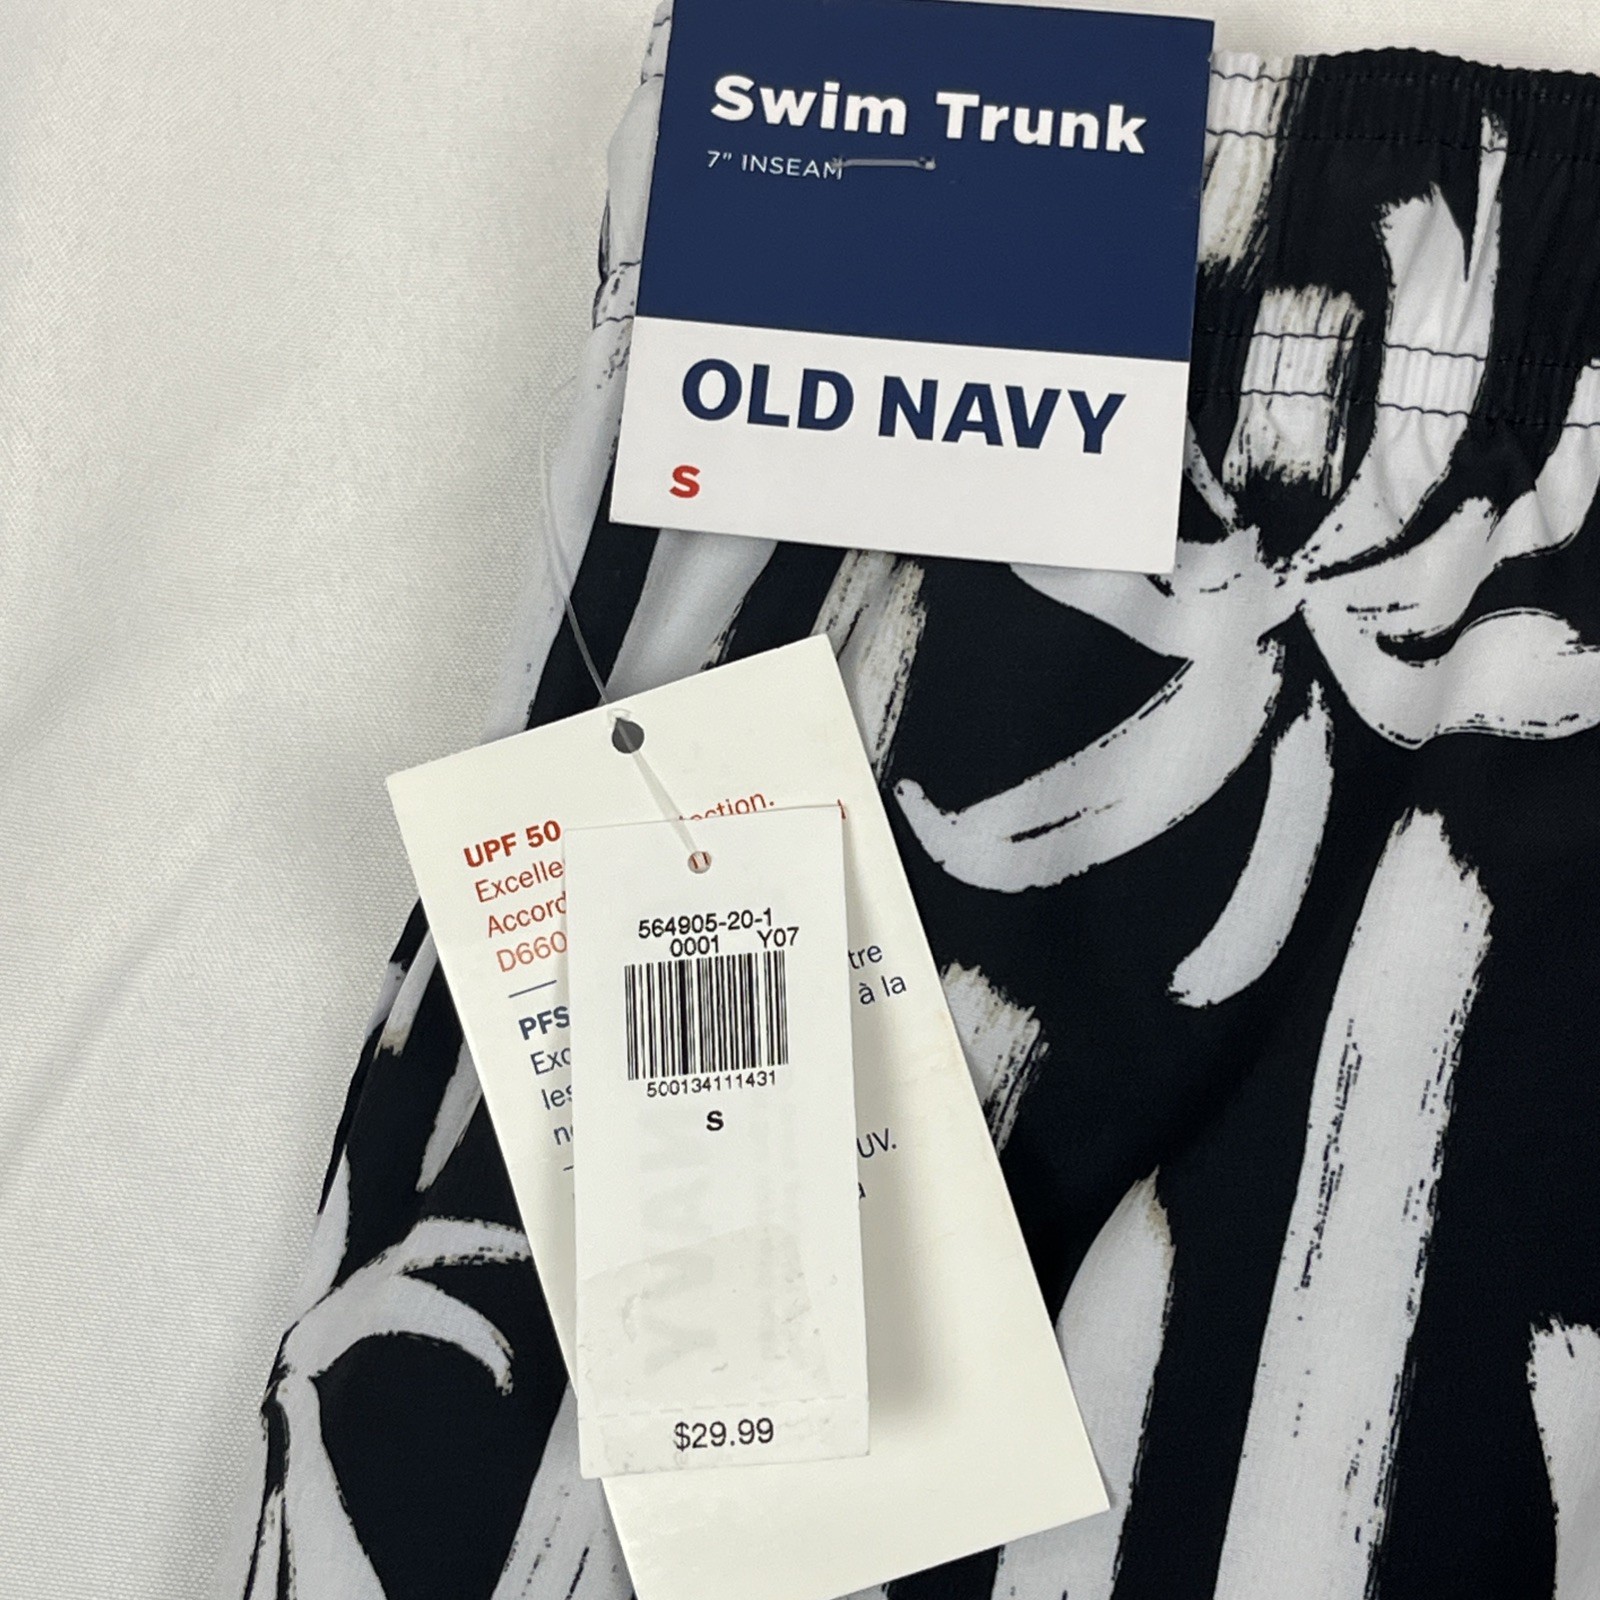 Swim Trunk
7" INSEAM
OLD NAVY
S
UPF 50
Excelle
Accord
D660
PFS
Exc
les
tre
à la
UV.
à
564905-20-1
0001 Y07
500134111431
S
$29.99